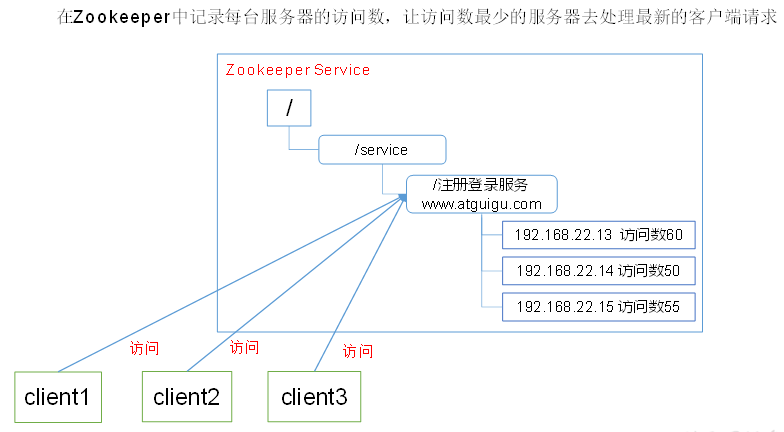 在Zookeeper中记录每台服务器的访问数，让访问数最少的服务器去处理最新的客户端请求
Zookeeper Service
/
/service
/注册登录服务
www.atguigu.com
192.168.22.13 访问数60
192.168.22.14 访问数50
192.168.22.15 访问数55
访问
访问
访问
client1
client2
client3